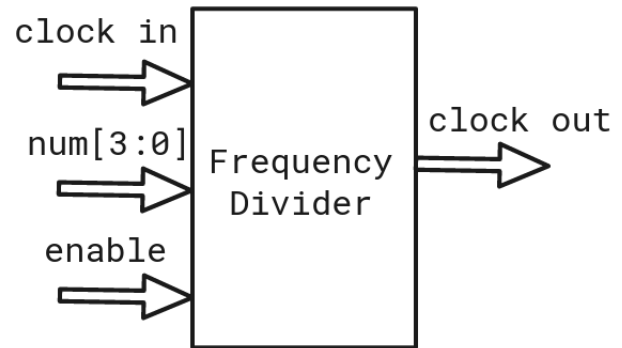 clock in
num[3:0]
enable
Frequency
Divider
clock out